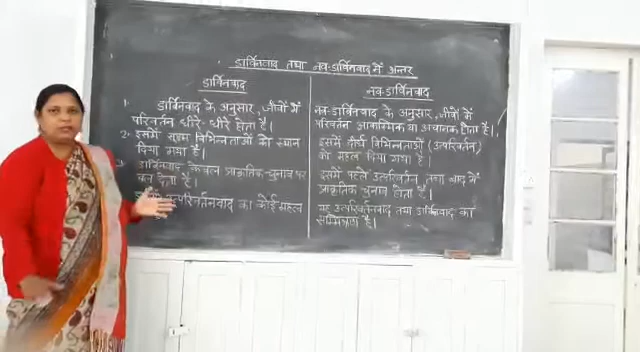 डार्विनवाद तथा नव-डार्विनवाद में अन्तर
डार्विनवाद
1. डार्विनवाद के अनुसार, जीवों में
परिवर्तन धीरे-धीरे होता है।
2. इसमें सूक्ष्म विभिन्नताओं को स्थान
दिया गया है।
3. डार्विनवाद केवल प्राकृतिक चुनाव पर
बल देता है।
उत्परिवर्तनवाद का कोई महत्व
नव-डार्विनवाद
नव-डार्विनवाद के अनुसार, जीवों में
परिवर्तन आकस्मिक या अचानक होता है।
इसमें दीर्घ विभिन्नताओं (उत्परिवर्तन)
को महत्व दिया गया है।
इसमें पहले उत्परिवर्तन, तथा बाद में
प्राकृतिक चुनाव होता है।
यह उत्परिवर्तनवाद तथा डार्विनवाद का
सम्मिश्रण है।